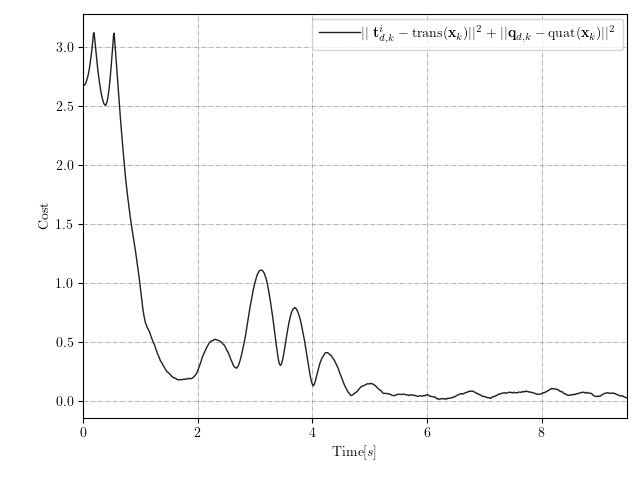 || t^i_{d,k} − trans(x_k)||² + ||q_{d,k} − quat(x_k)||²
3.0
2.5
2.0
1.5
1.0
0.5
0.0
Cost
0 2 4 6 8
Time[s]